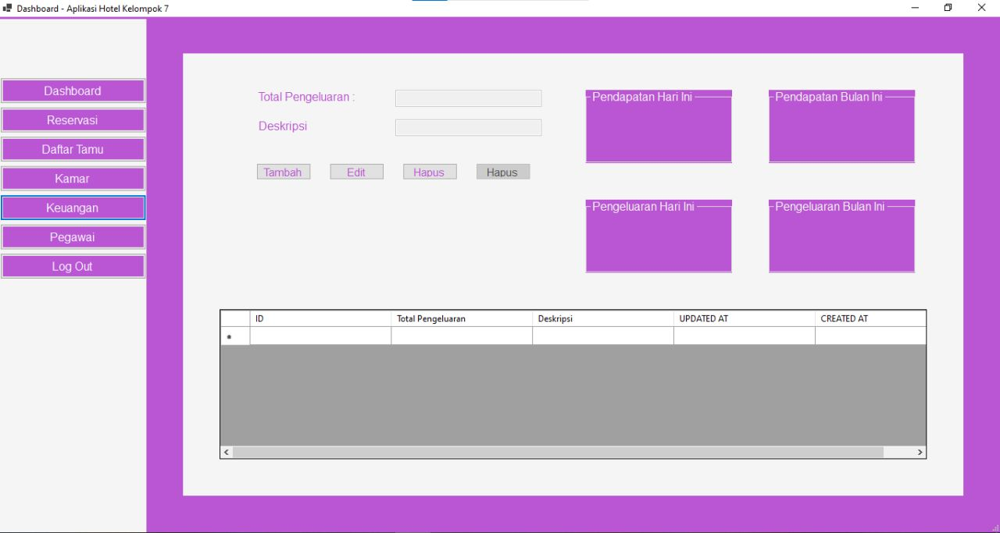 Dashboard - Aplikasi Hotel Kelompok 7
Dashboard
Reservasi
Daftar Tamu
Kamar
Keuangan
Pegawai
Log Out
Total Pengeluaran :
Deskripsi
Tambah Edit Hapus Hapus
Pendapatan Hari Ini Pendapatan Bulan Ini
Pengeluaran Hari Ini Pengeluaran Bulan Ini
ID Total Pengeluaran Deskripsi UPDATED AT CREATED AT